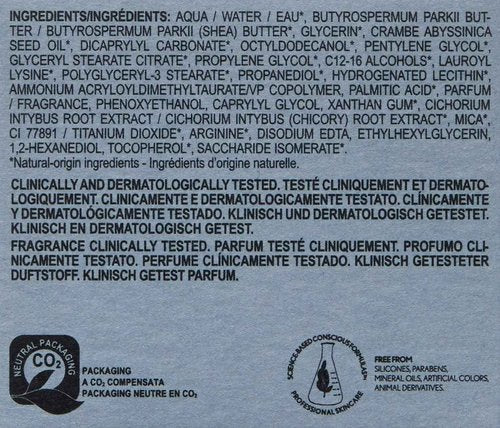 INGREDIENTS/INGRÉDIENTS: AQUA / WATER / EAU*, BUTYROSPERMUM PARKII BUT-
TER / BUTYROSPERMUM PARKII (SHEA) BUTTER*, GLYCERIN*, CRAMBE ABYSSINICA
SEED OIL*, DICAPRYLYL CARBONATE*, OCTYLDODECANOL*, PENTYLENE GLYCOL*,
GLYCERYL STEARATE CITRATE*, PROPYLENE GLYCOL*, C12-16 ALCOHOLS*, LAUROYL
LYSINE*, POLYGLYCERYL-3 STEARATE*, PROPANEDIOL*, HYDROGENATED LECITHIN*,
AMMONIUM ACRYLOYLDIMETHYLTAURATE/VP COPOLYMER, PALMITIC ACID*, PARFUM
/ FRAGRANCE, PHENOXYETHANOL, CAPRYLYL GLYCOL, XANTHAN GUM*, CICHORIUM
INTYBUS ROOT EXTRACT / CICHORIUM INTYBUS (CHICORY) ROOT EXTRACT*, MICA*,
CI 77891 / TITANIUM DIOXIDE*, ARGININE*, DISODIUM EDTA, ETHYLHEXYLGLYCERIN,
1,2-HEXANEDIOL, TOCOPHEROL*, SACCHARIDE ISOMERATE*.
*Natural-origin ingredients - Ingrédients d'origine naturelle.
CLINICALLY AND DERMATOLOGICALLY TESTED. TESTÉ CLINIQUEMENT ET DERMATO-
LOGIQUEMENT. CLINICAMENTE E DERMATOLOGICAMENTE TESTATO. CLÍNICAMENTE
Y DERMATOLÓGICAMENTE TESTADO. KLINISCH UND DERMATOLOGISCH GETESTET.
KLINISCH EN DERMATOLOGISCH GETEST.
FRAGRANCE CLINICALLY TESTED. PARFUM TESTÉ CLINIQUEMENT. PROFUMO CLI-
NICAMENTE TESTATO. PERFUME CLÍNICAMENTE TESTADO. KLINISCH GETESTETER
DUFTSTOFF. KLINISCH GETEST PARFUM.
NEUTRAL PACKAGING
CO2
PACKAGING
A CO2 COMPENSATA
PACKAGING NEUTRE EN CO2
SCIENCE-BASED CONSCIOUS FORMULAS™
PROFESSIONAL SKINCARE
FREE FROM
SILICONES, PARABENS,
MINERAL OILS, ARTIFICIAL COLORS,
ANIMAL DERIVATIVES.